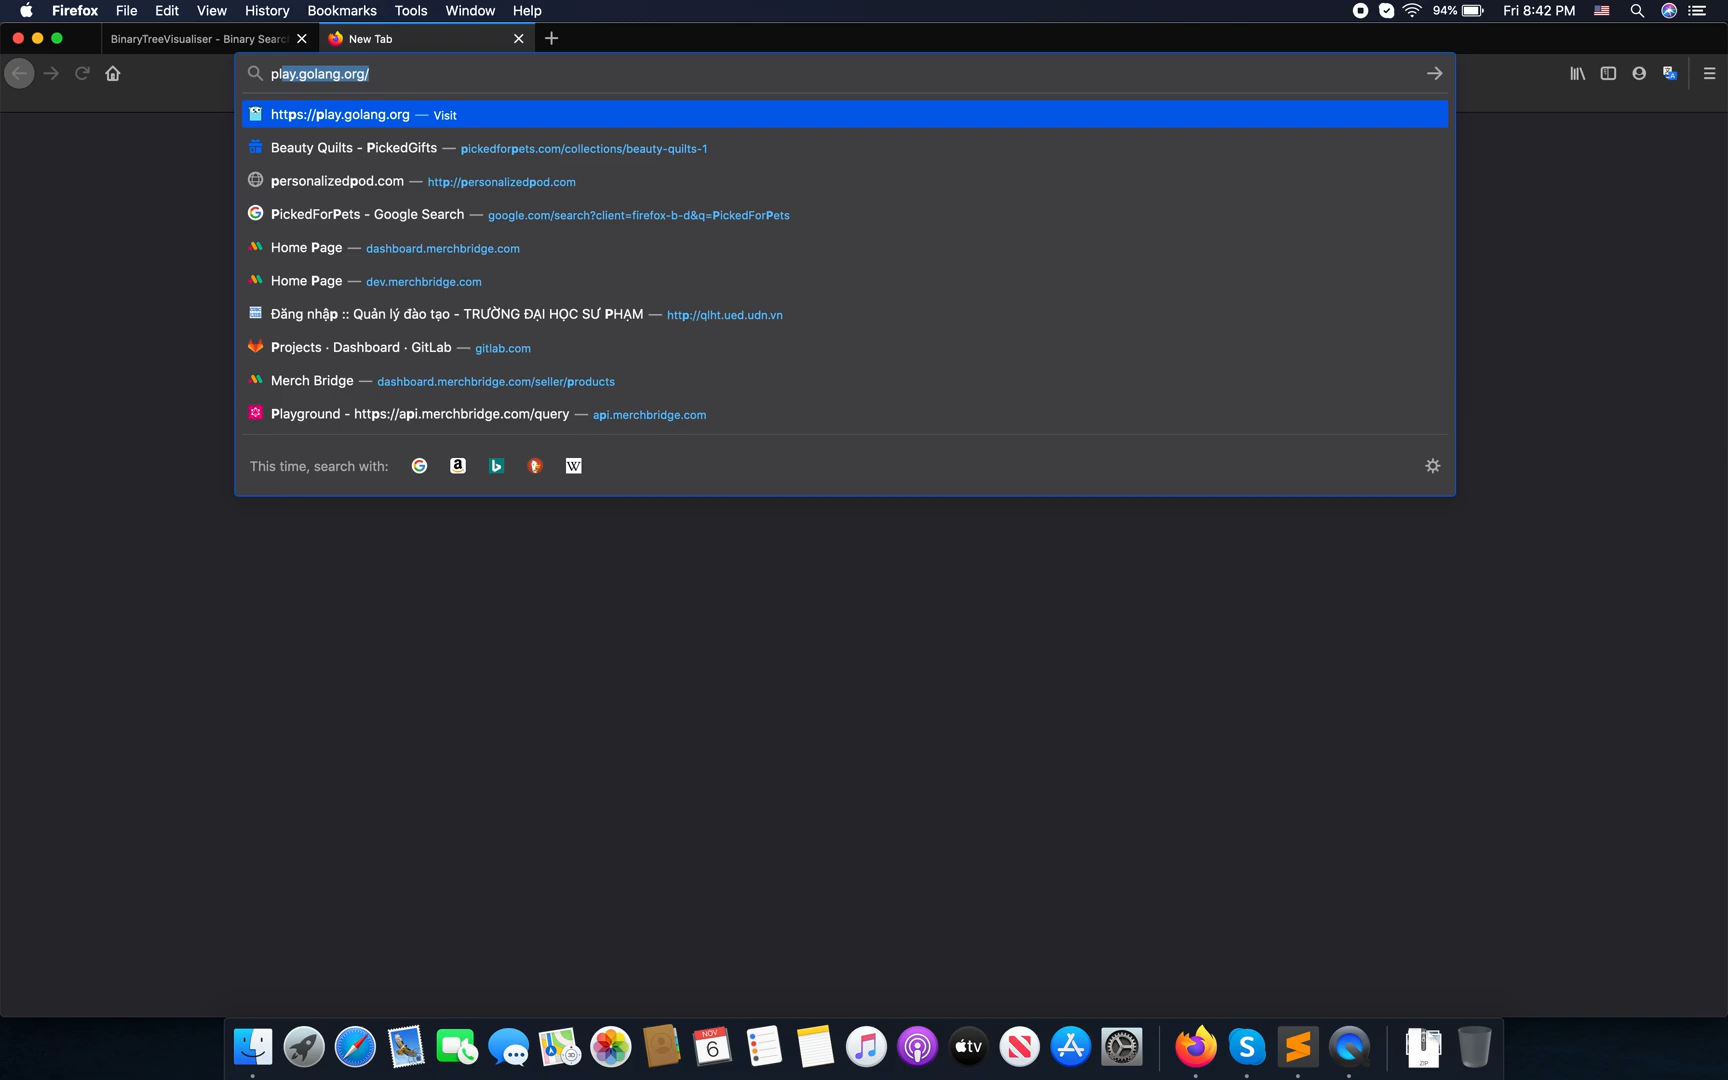 Firefox File Edit View History Bookmarks Tools Window Help 94% Fri 8:42 PM
BinaryTreeVisualiser - Binary Searc New Tab
play.golang.org/
https://play.golang.org — Visit
Beauty Quilts - PickedGifts — pickedforpets.com/collections/beauty-quilts-1
personalizedpod.com — http://personalizedpod.com
PickedForPets - Google Search — google.com/search?client=firefox-b-d&q=PickedForPets
Home Page — dashboard.merchbridge.com
Home Page — dev.merchbridge.com
Đăng nhập :: Quản lý đào tạo - TRƯỜNG ĐẠI HỌC SƯ PHẠM — http://qlht.ued.udn.vn
Projects · Dashboard · GitLab — gitlab.com
Merch Bridge — dashboard.merchbridge.com/seller/products
Playground - https://api.merchbridge.com/query — api.merchbridge.com
This time, search with:
NOV
6
tv
ZIP